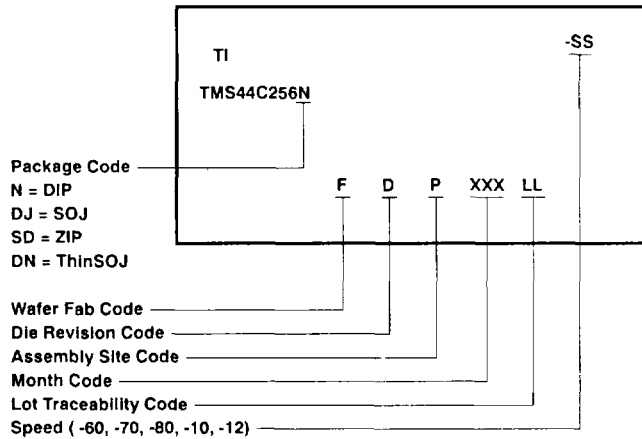 TI
-SS
TMS44C256N
Package Code
N = DIP
DJ = SOJ
SD = ZIP
DN = ThinSOJ
F D P XXX LL
Wafer Fab Code
Die Revision Code
Assembly Site Code
Month Code
Lot Traceability Code
Speed ( -60, -70, -80, -10, -12)